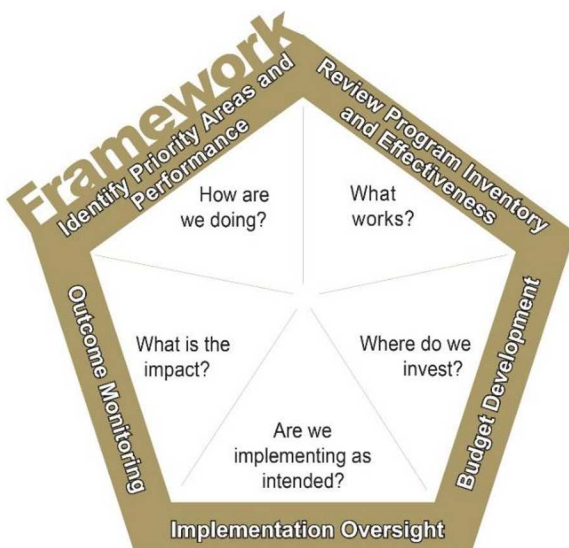 Framework
Identify Priority Areas and
Performance
Review Program Inventory
and Effectiveness
How are
we doing?
What
works?
Outcome Monitoring
What is the
impact?
Where do we
invest?
Budget Development
Are we
implementing as
intended?
Implementation Oversight